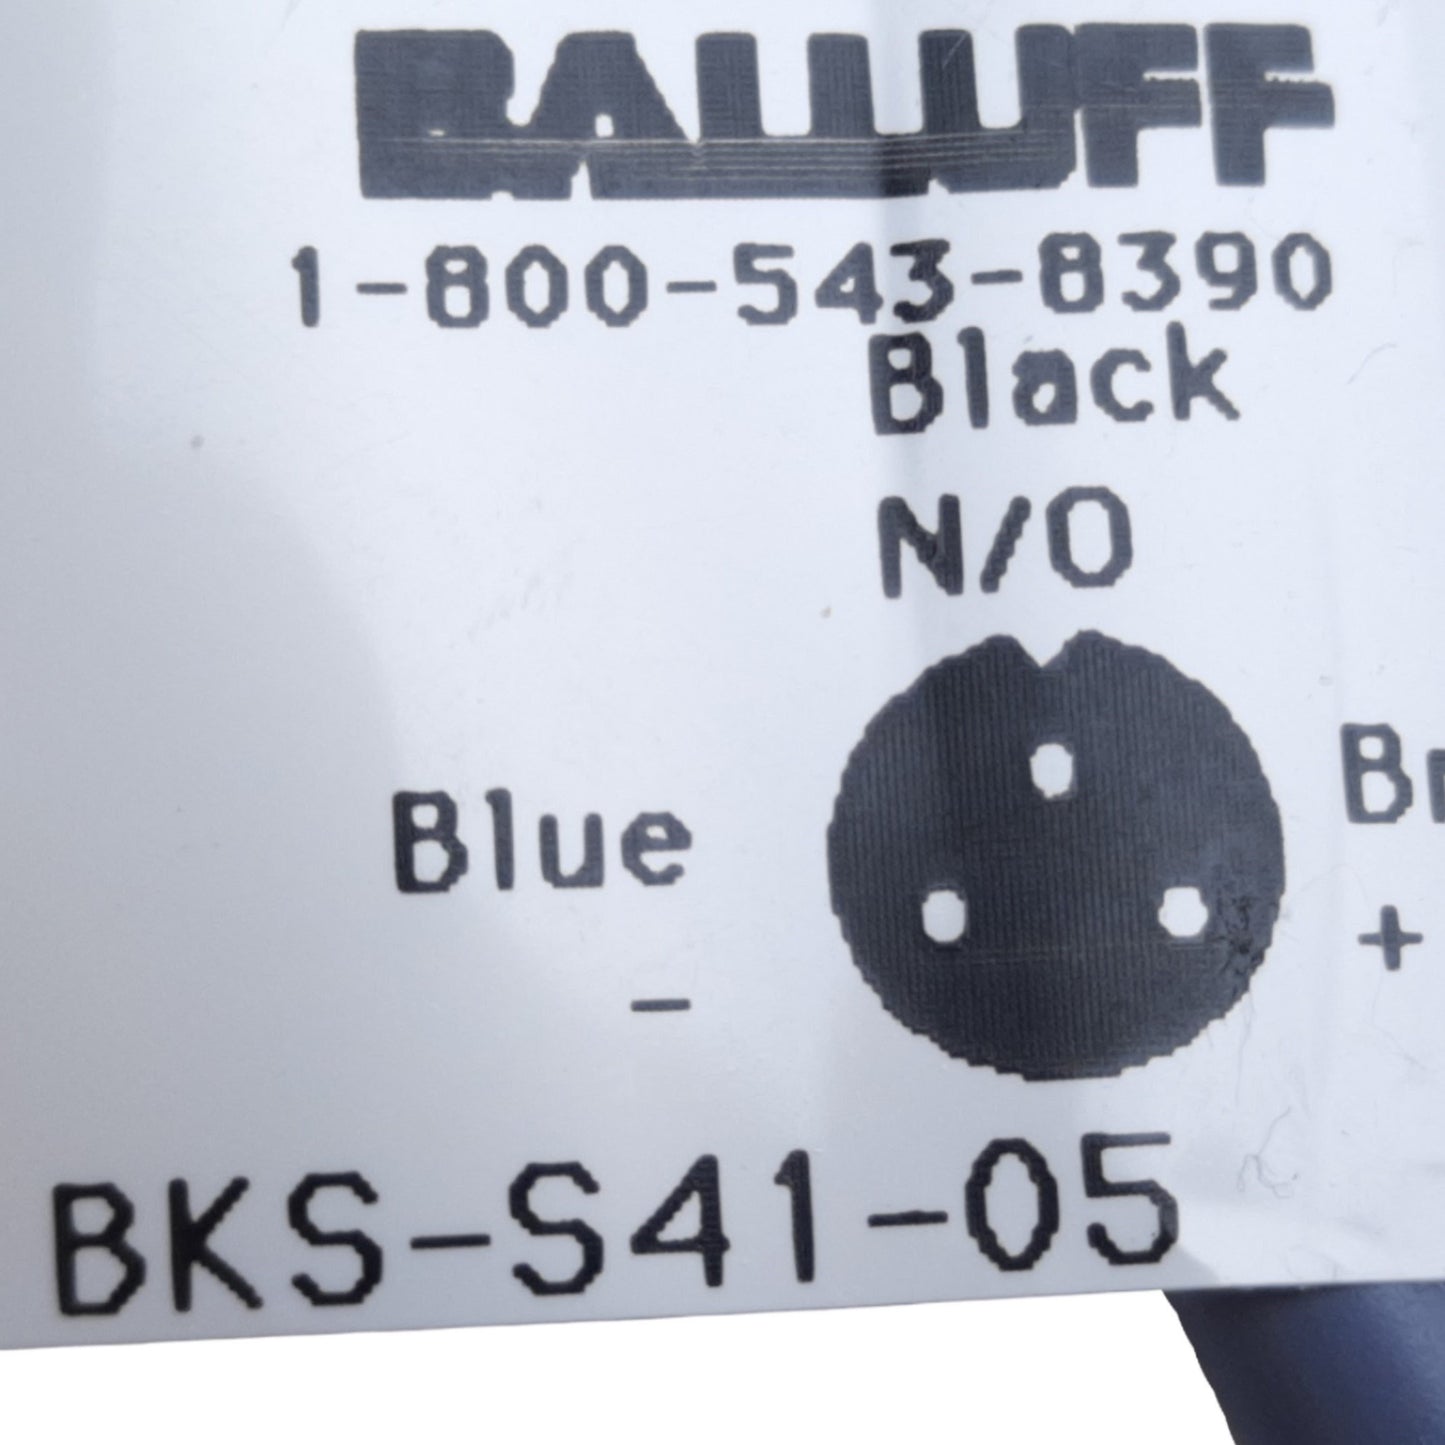 BALLUFF
1-800-543-8390
Black
N/O
Blue
Br
-
+
BKS-S41-05